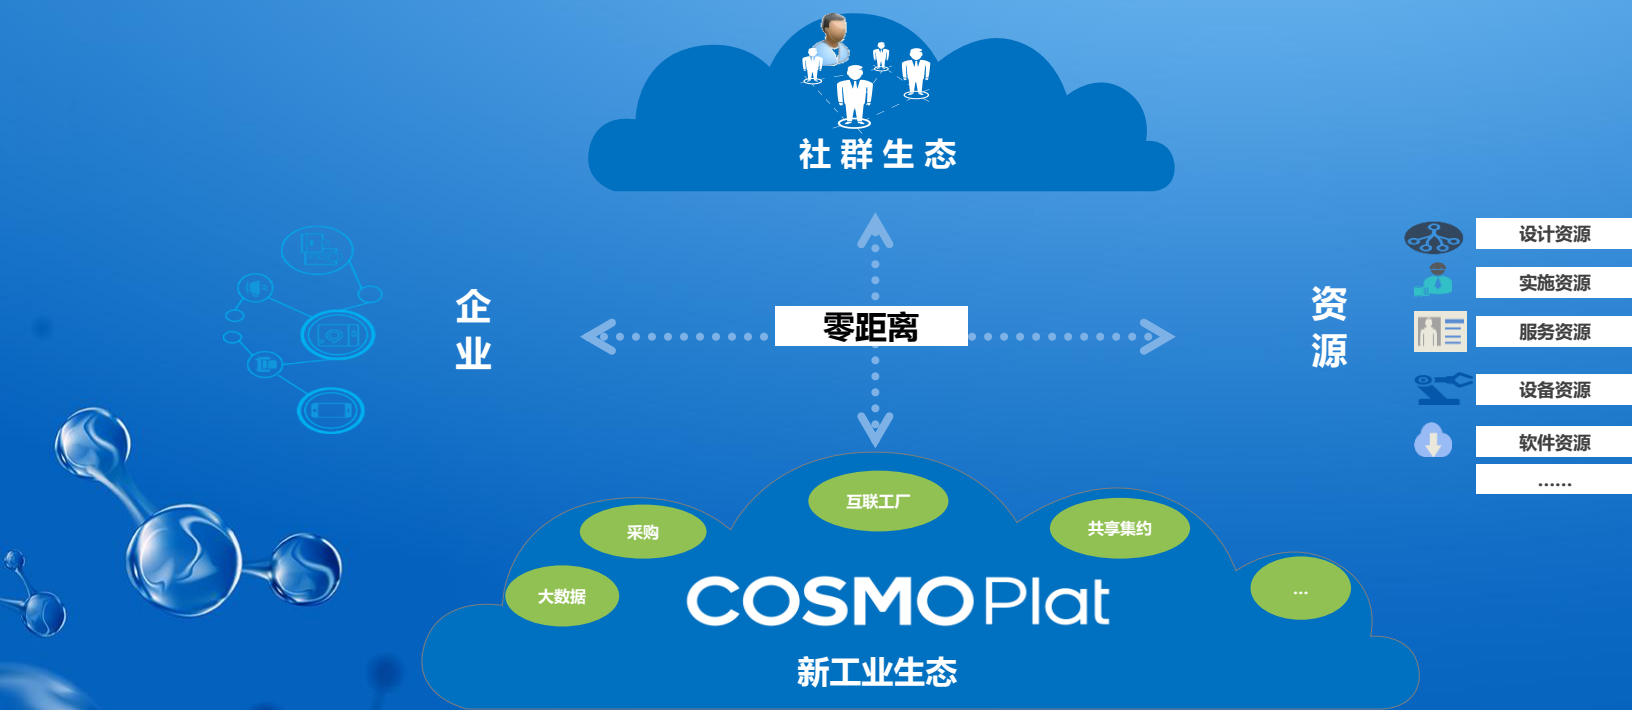 社群生态
企业
零距离
资源
设计资源
实施资源
服务资源
设备资源
软件资源
......
互联工厂
采购
共享集约
大数据
...
COSMOPlat
新工业生态